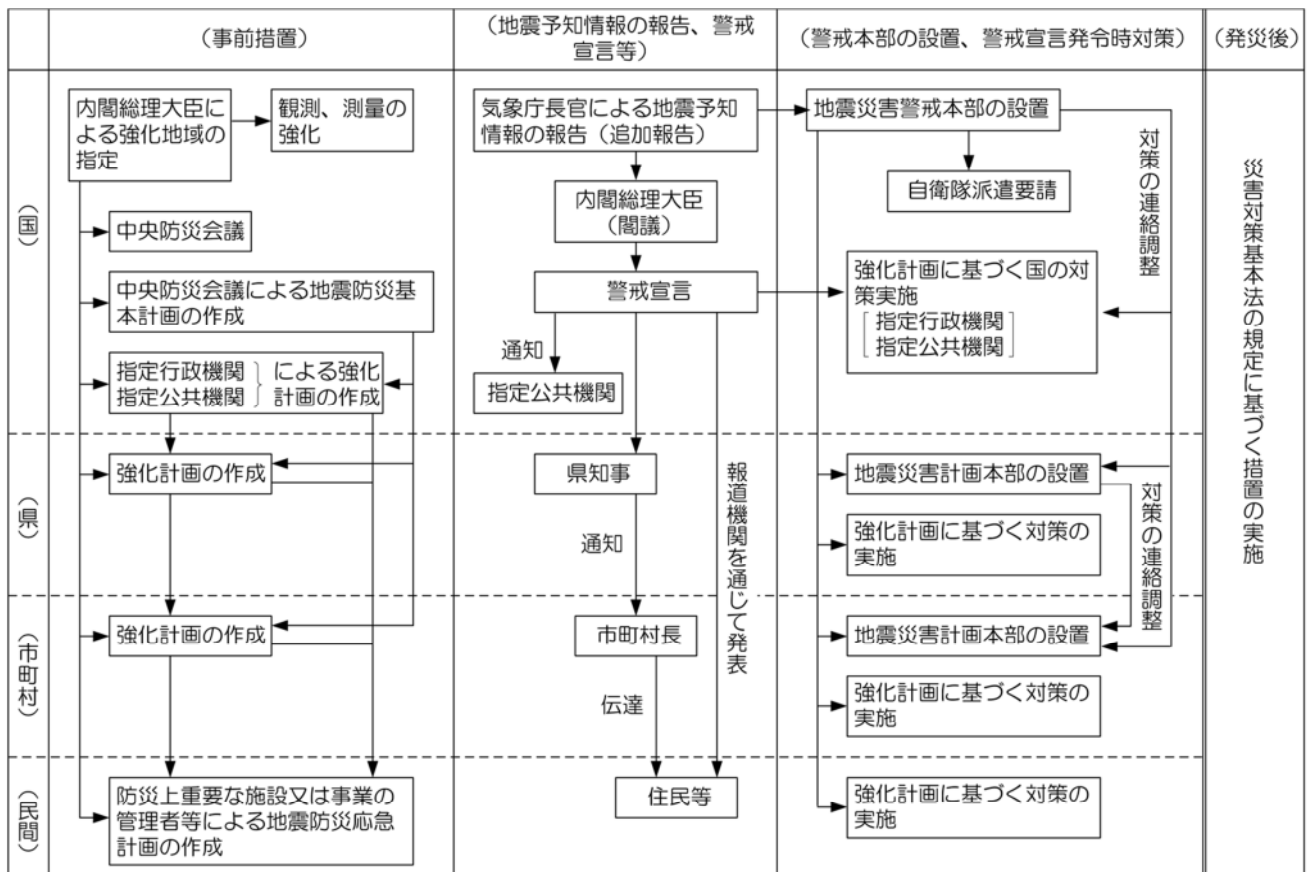 （事前措置）
（地震予知情報の報告、警戒
宣言等）
（警戒本部の設置、警戒宣言発令時対策）
（発災後）
（国）
内閣総理大臣に
よる強化地域の
指定
観測、測量の
強化
中央防災会議
中央防災会議による地震防災基
本計画の作成
指定行政機関
指定公共機関
による強化
計画の作成
気象庁長官による地震予知
情報の報告（追加報告）
内閣総理大臣
（閣議）
警戒宣言
通知
指定公共機関
地震災害警戒本部の設置
自衛隊派遣要請
対策の連絡調整
強化計画に基づく国の対
策実施
［指定行政機関］
［指定公共機関］
災害対策基本法の規定に基づく措置の実施
（県）
強化計画の作成
県知事
通知
報道機関を通じて発表
地震災害計画本部の設置
強化計画に基づく対策の
実施
対策の連絡調整
（市町村）
強化計画の作成
市町村長
伝達
地震災害計画本部の設置
強化計画に基づく対策の
実施
（民間）
防災上重要な施設又は事業の
管理者等による地震防災応急
計画の作成
住民等
強化計画に基づく対策の
実施